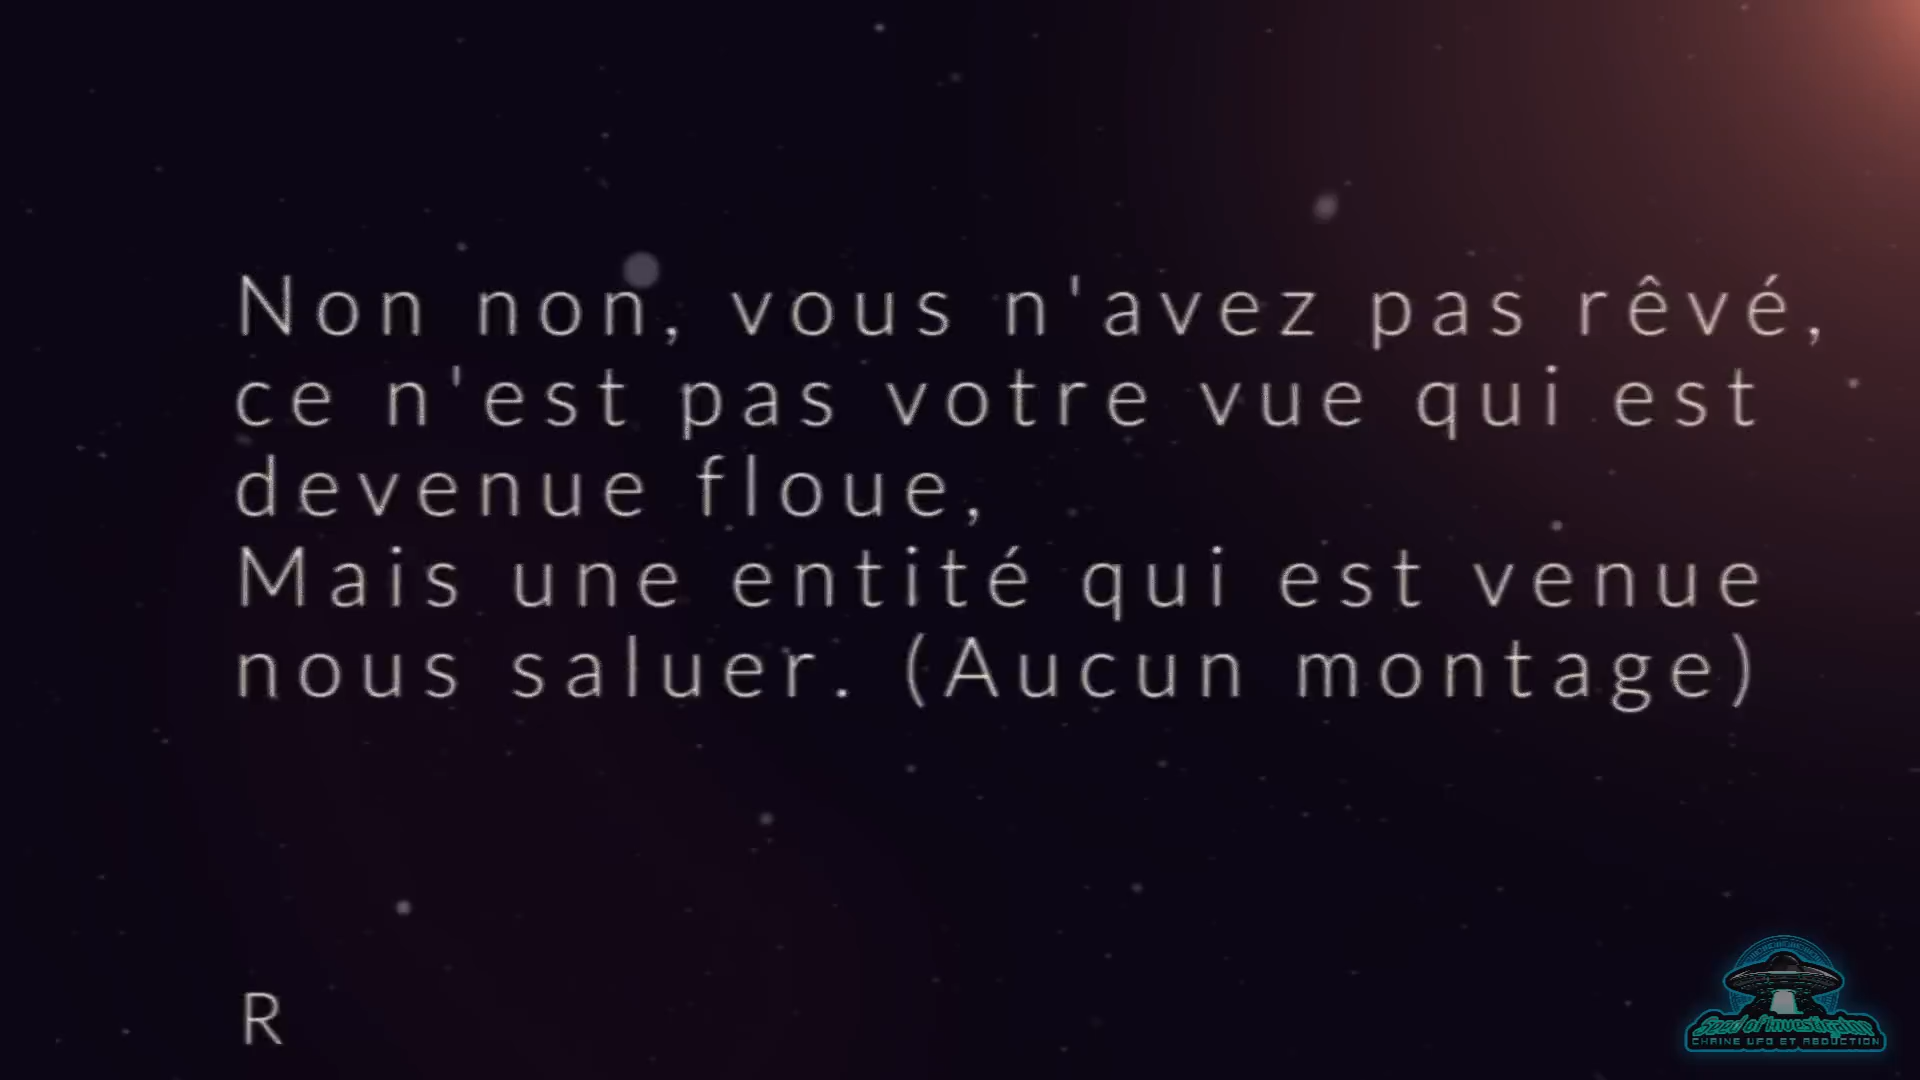 Non non, vous n'avez pas rêvé,
ce n'est pas votre vue qui est
devenue floue,
Mais une entité qui est venue
nous saluer. (Aucun montage)
R
CHAINE UFO ET ABDUCTION